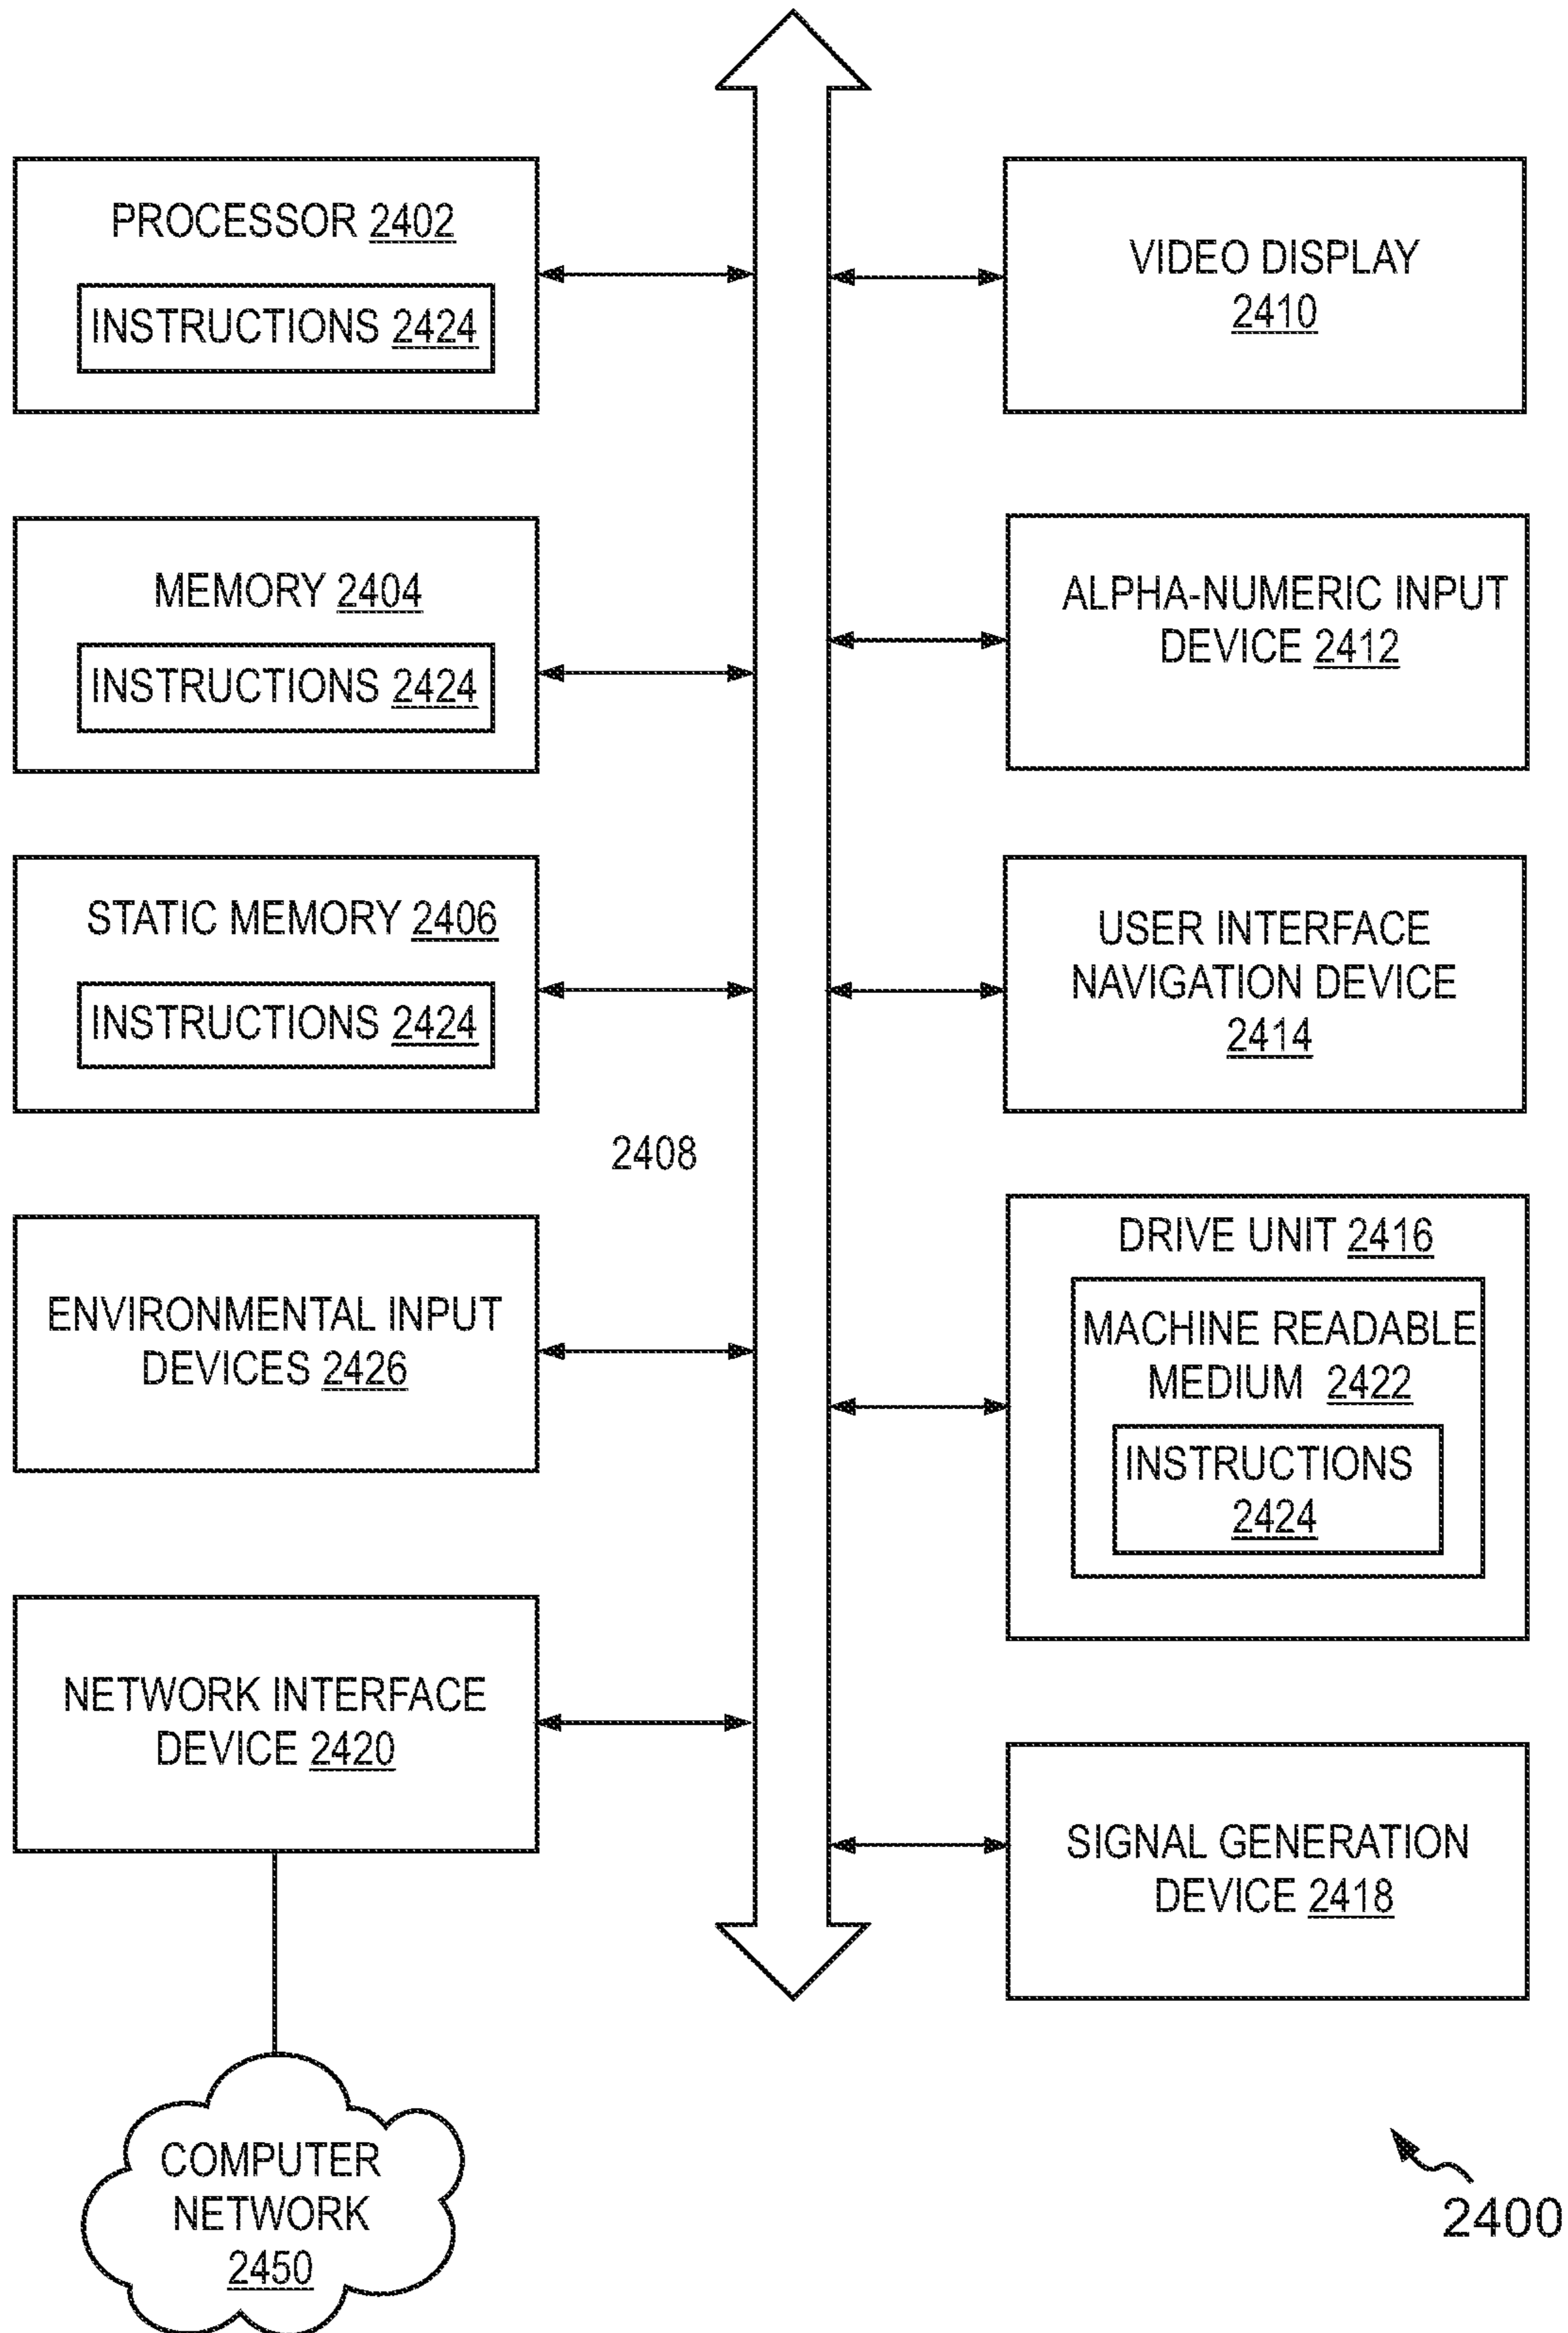 PROCESSOR 2402
INSTRUCTIONS 2424
MEMORY 2404
INSTRUCTIONS 2424
STATIC MEMORY 2406
INSTRUCTIONS 2424
2408
ENVIRONMENTAL INPUT
DEVICES 2426
NETWORK INTERFACE
DEVICE 2420
COMPUTER
NETWORK
2450
VIDEO DISPLAY
2410
ALPHA-NUMERIC INPUT
DEVICE 2412
USER INTERFACE
NAVIGATION DEVICE
2414
DRIVE UNIT 2416
MACHINE READABLE
MEDIUM 2422
INSTRUCTIONS
2424
SIGNAL GENERATION
DEVICE 2418
2400